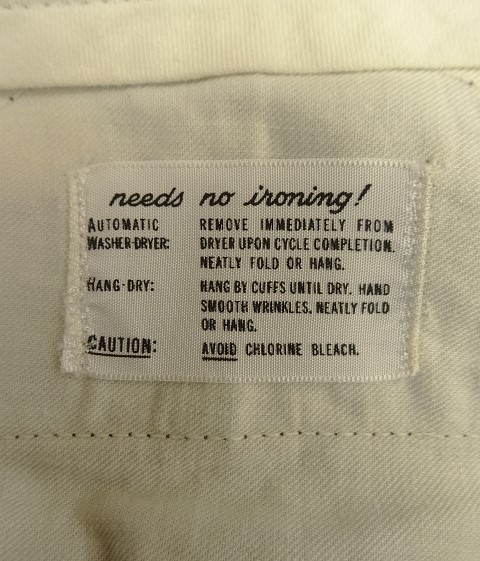 needs no ironing!
AUTOMATIC REMOVE IMMEDIATELY FROM
WASHER-DRYER: DRYER UPON CYCLE COMPLETION.
NEATLY FOLD OR HANG.
HANG-DRY: HANG BY CUFFS UNTIL DRY. HAND
SMOOTH WRINKLES. NEATLY FOLD
OR HANG.
CAUTION: AVOID CHLORINE BLEACH.